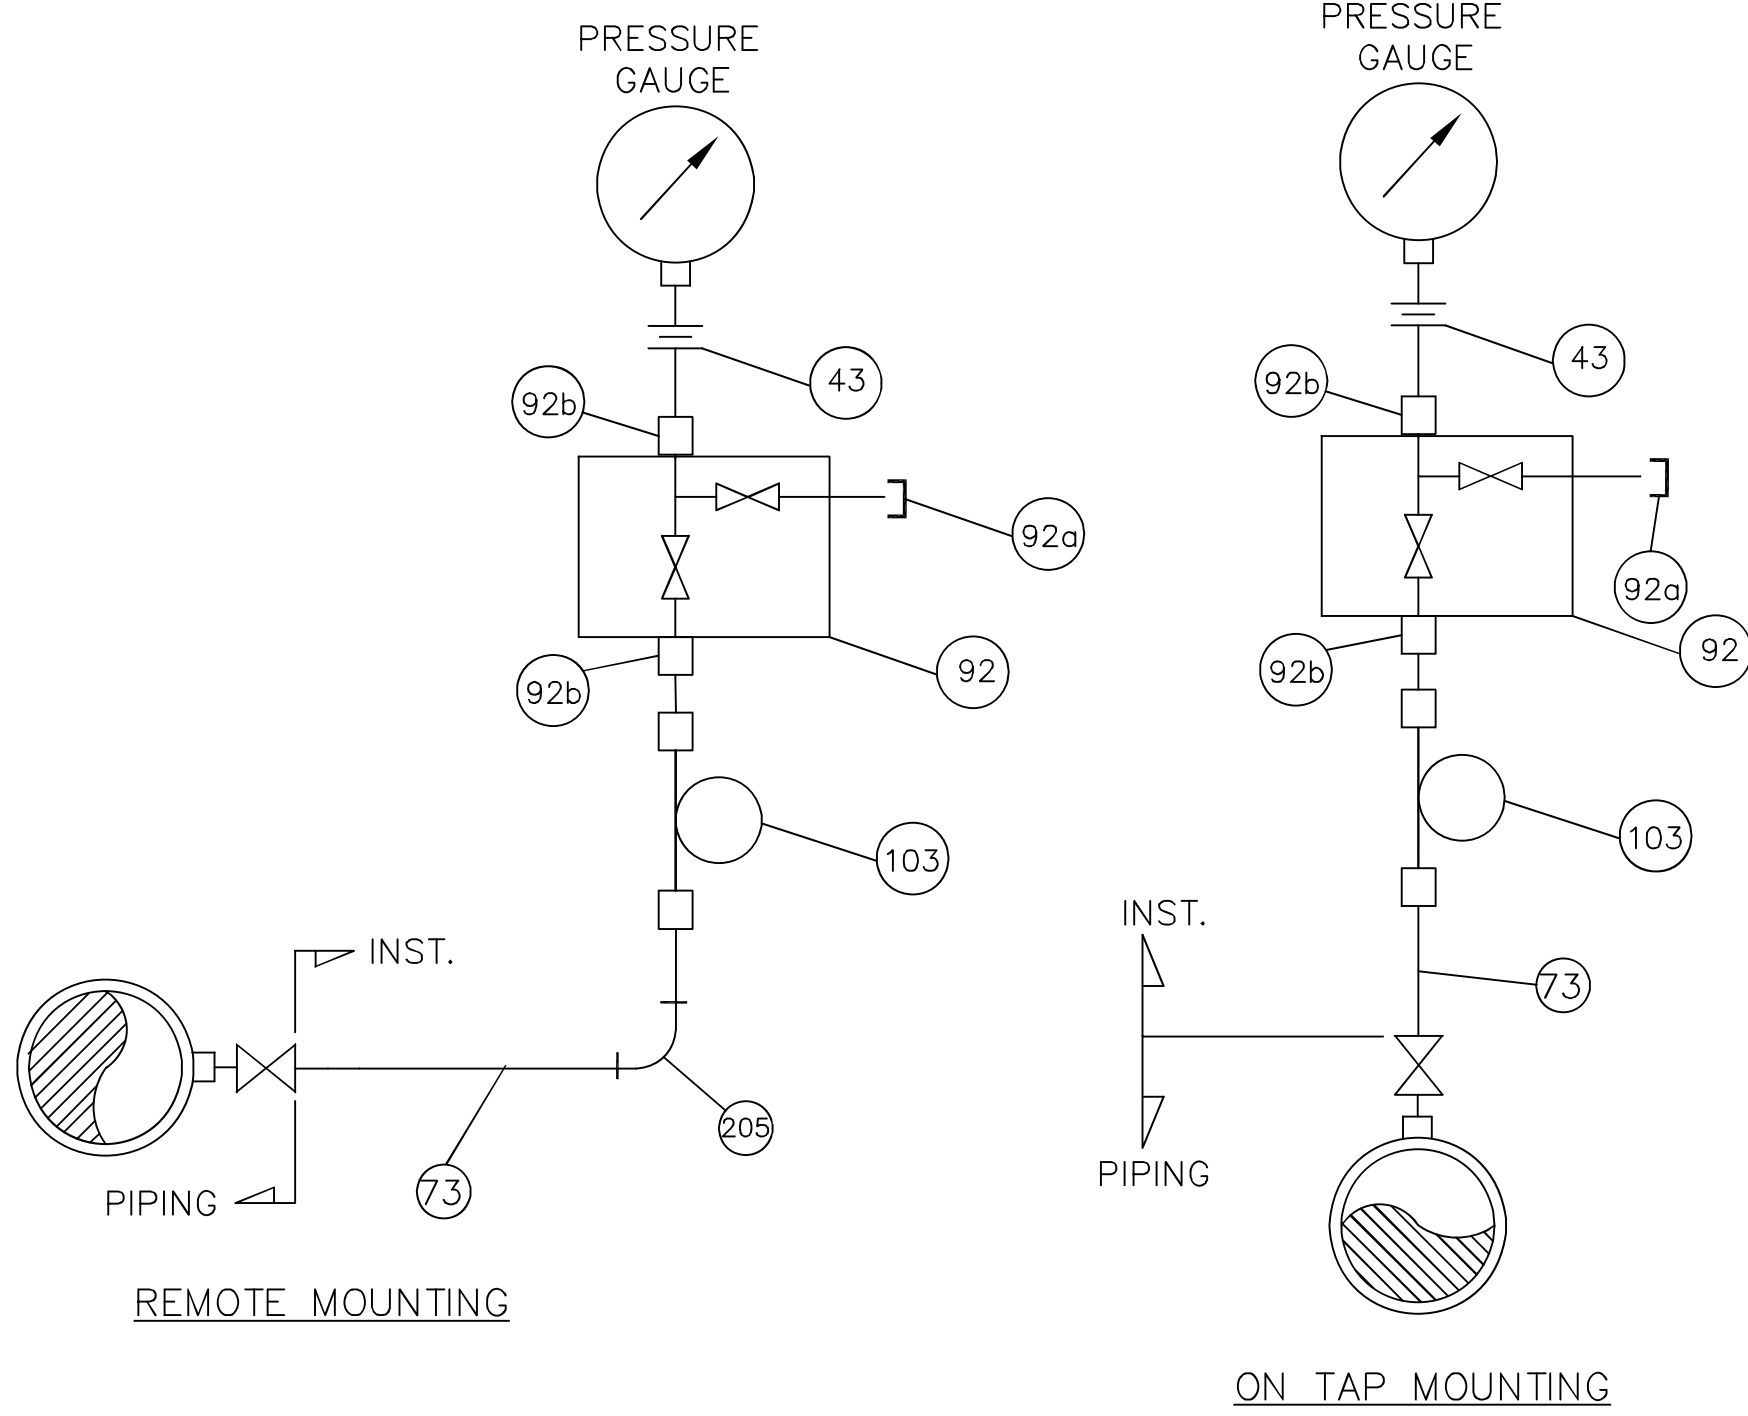 PRESSURE
GAUGE
43
92b
92a
92
92b
103
INST.
205
73
PIPING
REMOTE MOUNTING
PRESSURE
GAUGE
43
92b
92a
92
92b
103
INST.
73
PIPING
ON TAP MOUNTING